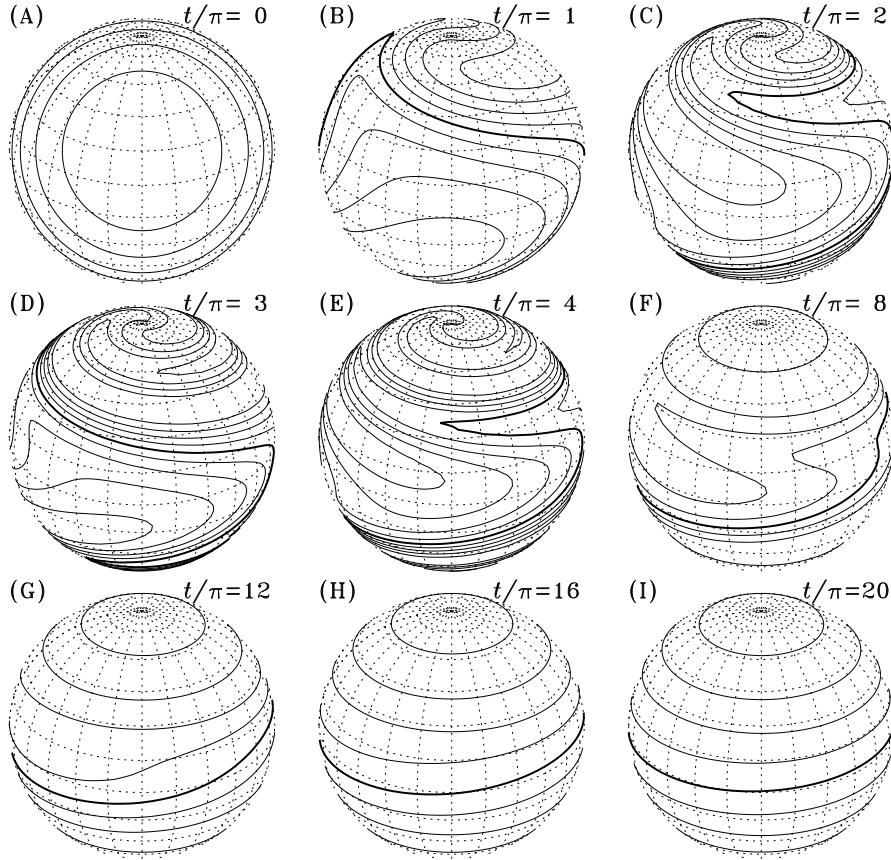 (A) t/π= 0
(B) t/π= 1
(C) t/π= 2
(D) t/π= 3
(E) t/π= 4
(F) t/π= 8
(G) t/π=12
(H) t/π=16
(I) t/π=20